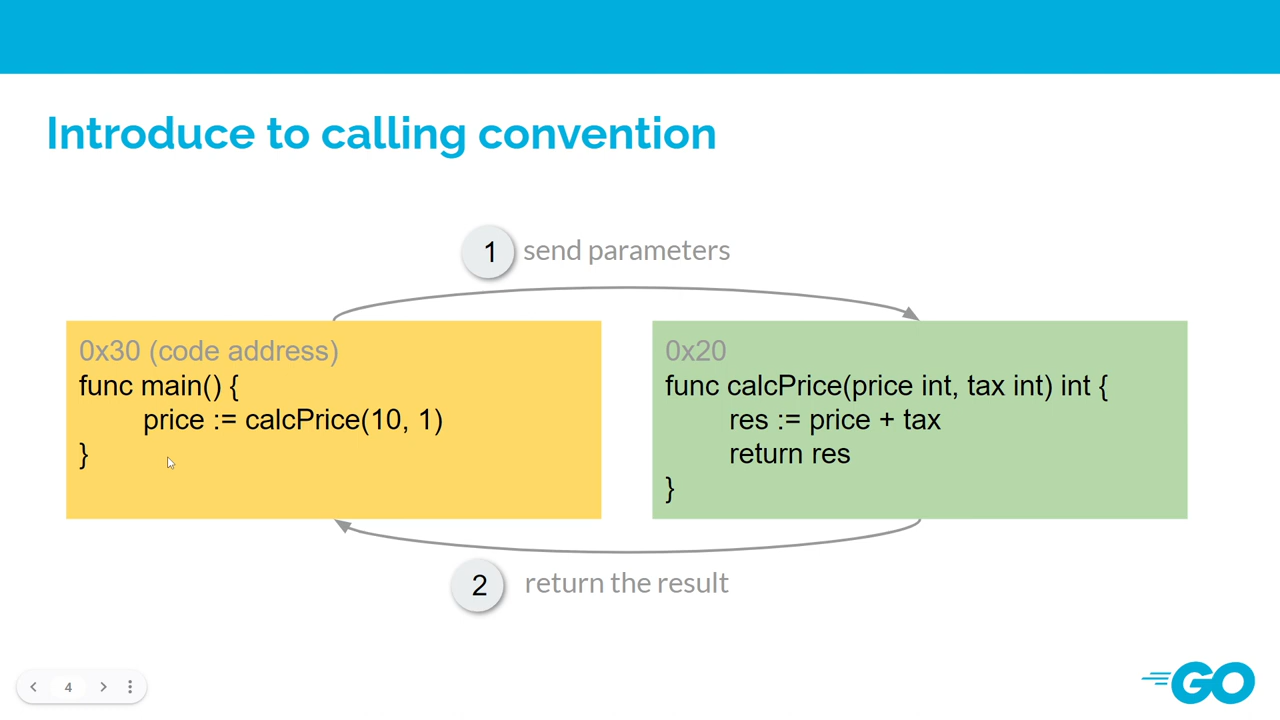 Introduce to calling convention
1 send parameters
0x30 (code address)
func main() {
price := calcPrice(10, 1)
}
0x20
func calcPrice(price int, tax int) int {
res := price + tax
return res
}
2 return the result
4
GO